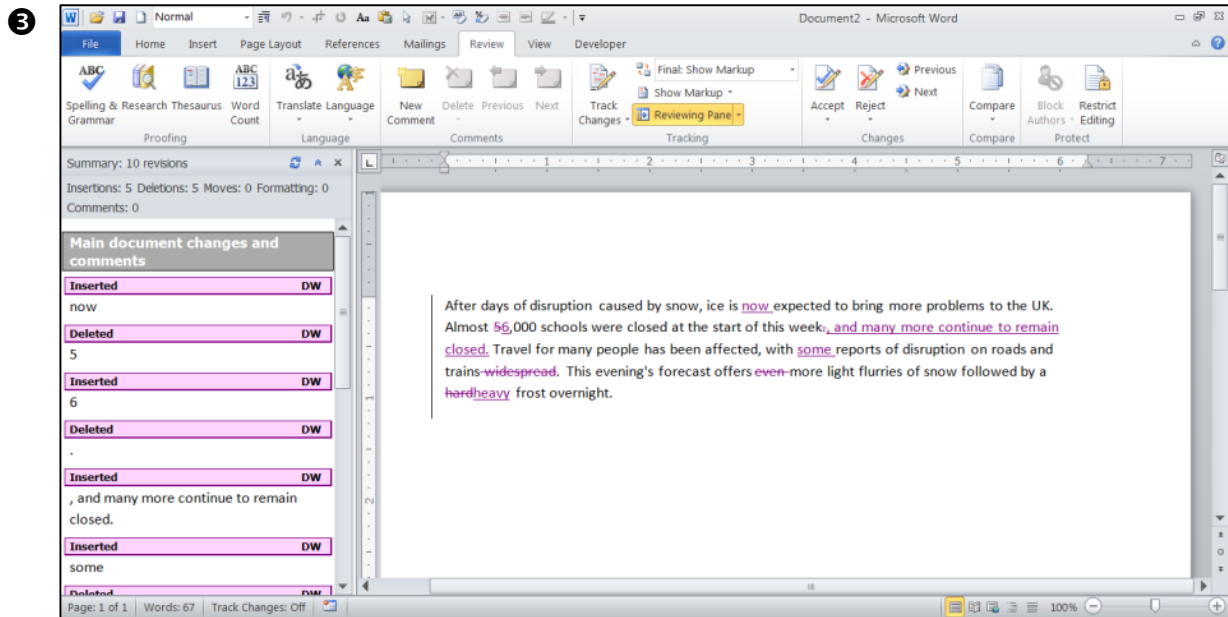 ❸
Normal
Document2 - Microsoft Word
File Home Insert Page Layout References Mailings Review View Developer
Spelling & Grammar Research Thesaurus Word Count Translate Language New Comment Delete Previous Next Track Changes Final: Show Markup Show Markup Reviewing Pane Accept Reject Previous Next Compare Block Authors Restrict Editing
Proofing Language Comments Tracking Changes Compare Protect
Summary: 10 revisions
Insertions: 5 Deletions: 5 Moves: 0 Formatting: 0
Comments: 0
Main document changes and
comments
Inserted DW
now
Deleted DW
5
Inserted DW
6
Deleted DW
.
Inserted DW
, and many more continue to remain
closed.
Inserted DW
some
Deleted DW
1 2 3 4 5 6 7
After days of disruption caused by snow, ice is now expected to bring more problems to the UK.
Almost 56,000 schools were closed at the start of this week., and many more continue to remain
closed. Travel for many people has been affected, with some reports of disruption on roads and
trains widespread. This evening's forecast offers even more light flurries of snow followed by a
hardheavy frost overnight.
Page: 1 of 1 Words: 67 Track Changes: Off 100%